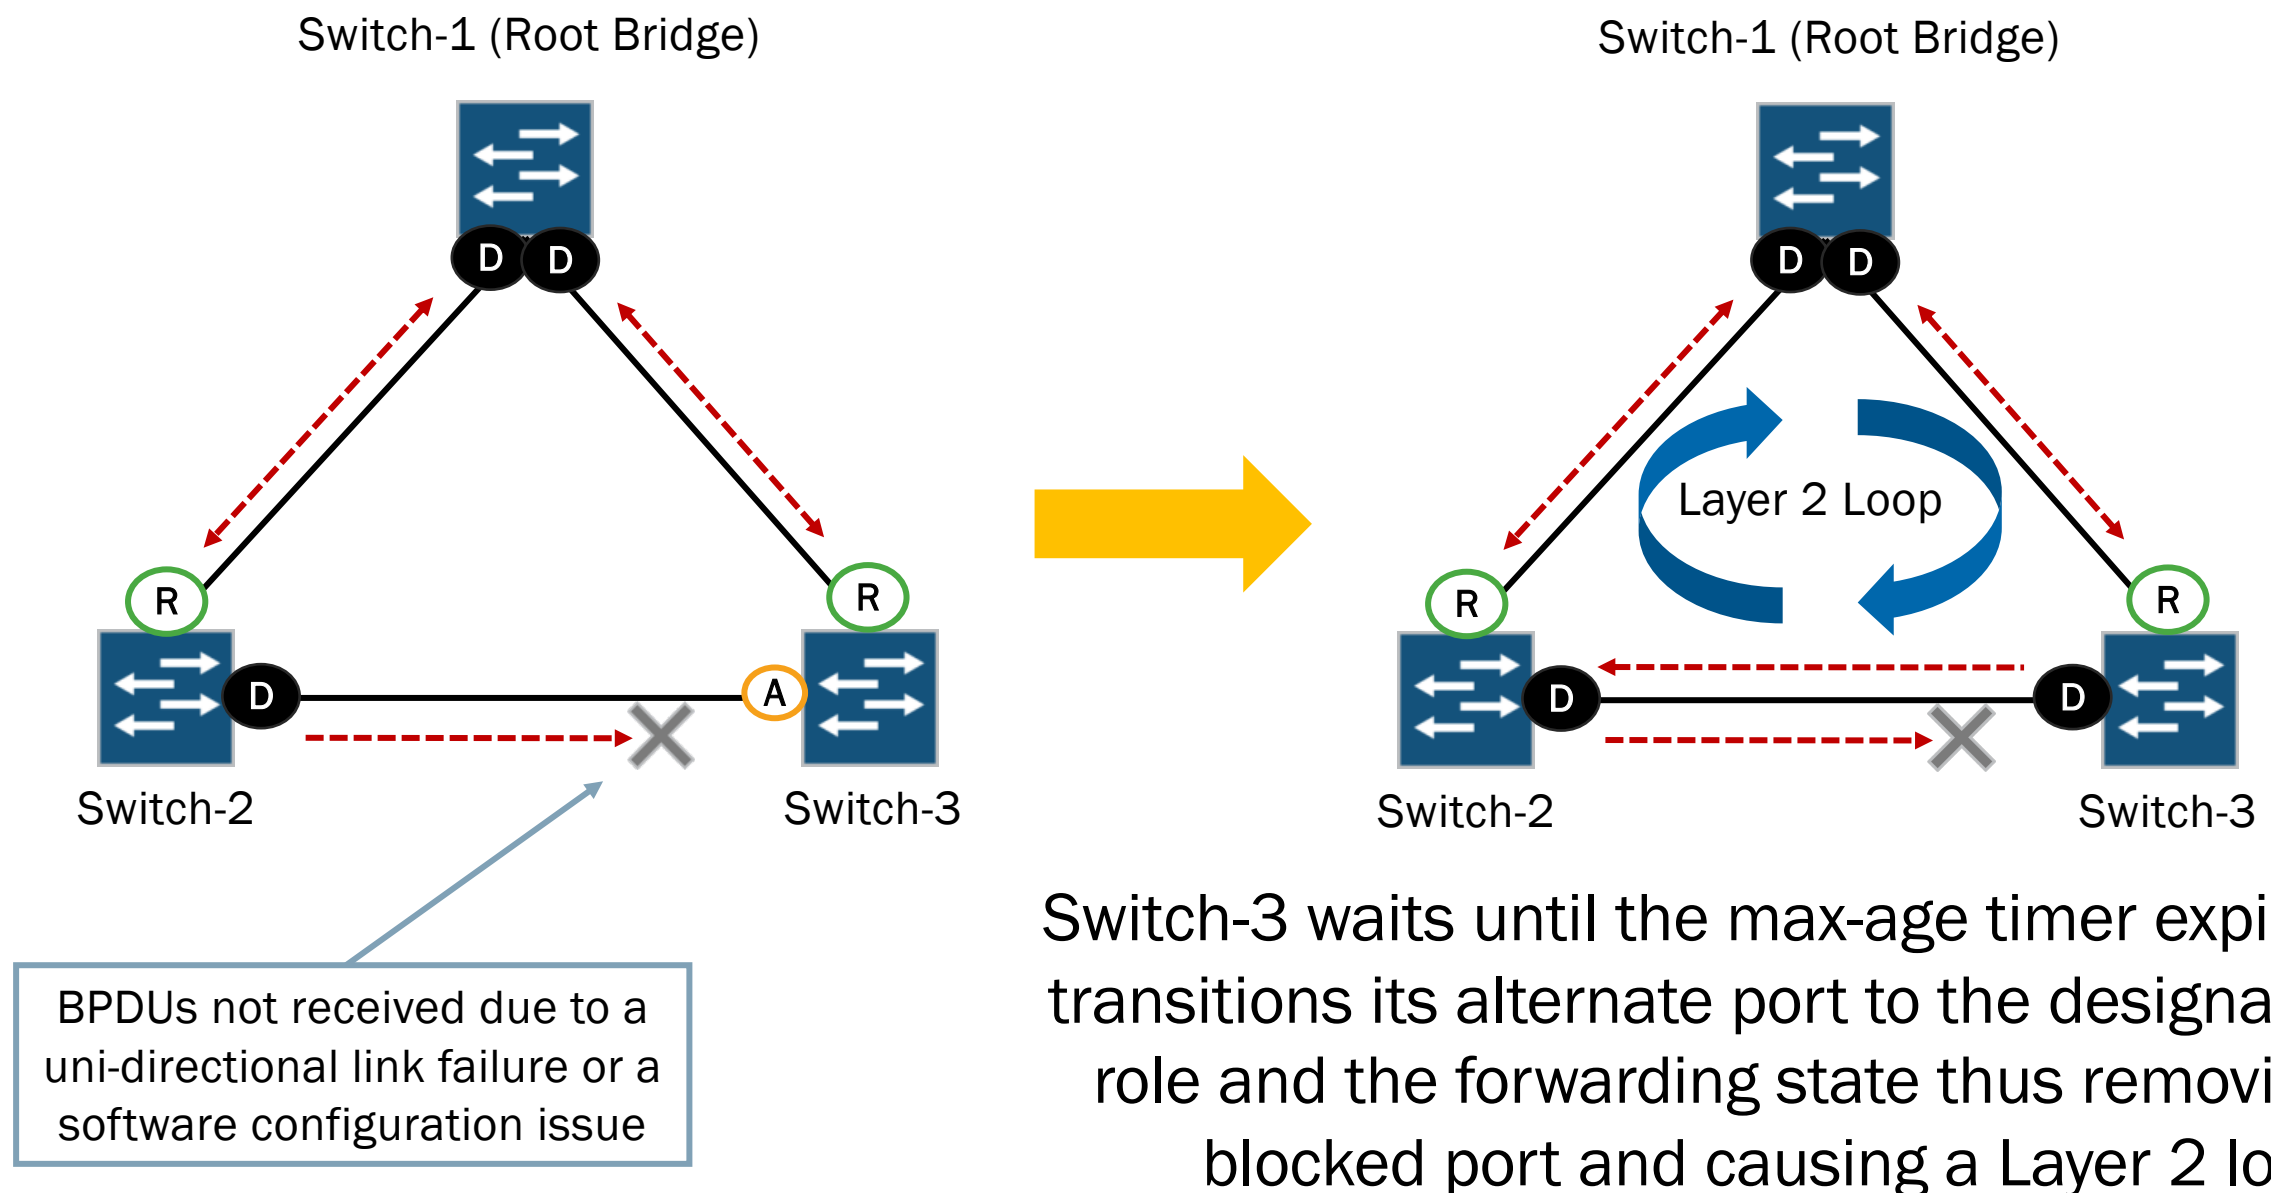 Switch-1 (Root Bridge)
D D
R
R
D
A
Switch-2
Switch-3
BPDUs not received due to a
uni-directional link failure or a
software configuration issue
Switch-1 (Root Bridge)
D D
Layer 2 Loop
R
R
D
D
Switch-2
Switch-3
Switch-3 waits until the max-age timer expi
transitions its alternate port to the designa
role and the forwarding state thus removi
blocked port and causing a Layer 2 lo